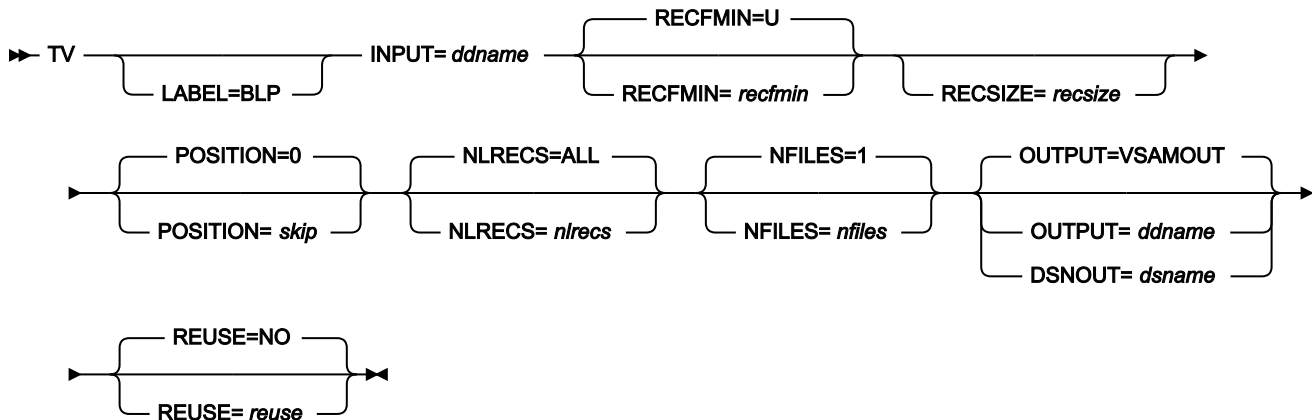 RECFMIN=U
TV INPUT= ddname
LABEL=BLP RECFMIN= recfmin RECSIZE= recsize
POSITION=0 NLRECS=ALL NFILES=1 OUTPUT=VSAMOUT
POSITION= skip NLRECS= nlrecs NFILES= nfiles OUTPUT= ddname
DSNOUT= dsname
REUSE=NO
REUSE= reuse